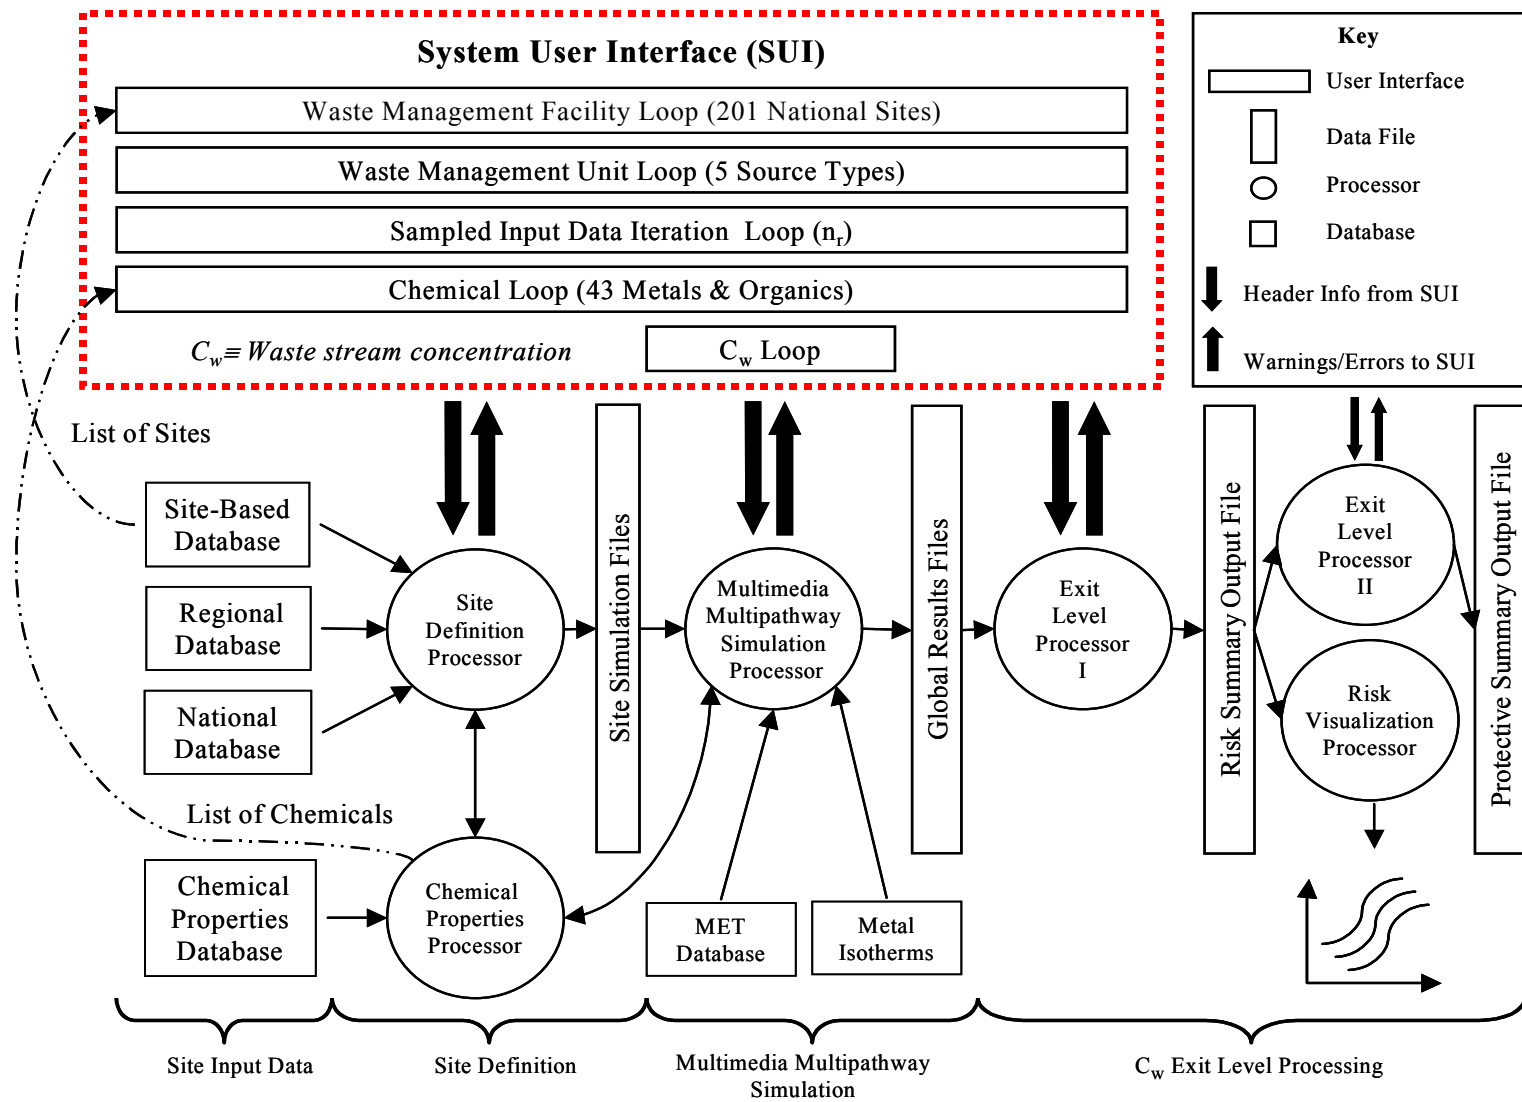 System User Interface (SUI)
Waste Management Facility Loop (201 National Sites)
Waste Management Unit Loop (5 Source Types)
Sampled Input Data Iteration Loop (nr)
Chemical Loop (43 Metals & Organics)
Cw≡ Waste stream concentration
Cw Loop
Key
User Interface
Data File
Processor
Database
Header Info from SUI
Warnings/Errors to SUI
List of Sites
Site-Based
Database
Regional
Database
National
Database
List of Chemicals
Chemical
Properties
Database
Site
Definition
Processor
Chemical
Properties
Processor
Site Simulation Files
Multimedia
Multipathway
Simulation
Processor
MET
Database
Metal
Isotherms
Global Results Files
Exit
Level
Processor
I
Risk Summary Output File
Exit
Level
Processor
II
Risk
Visualization
Processor
Protective Summary Output File
Site Input Data
Site Definition
Multimedia Multipathway
Simulation
Cw Exit Level Processing